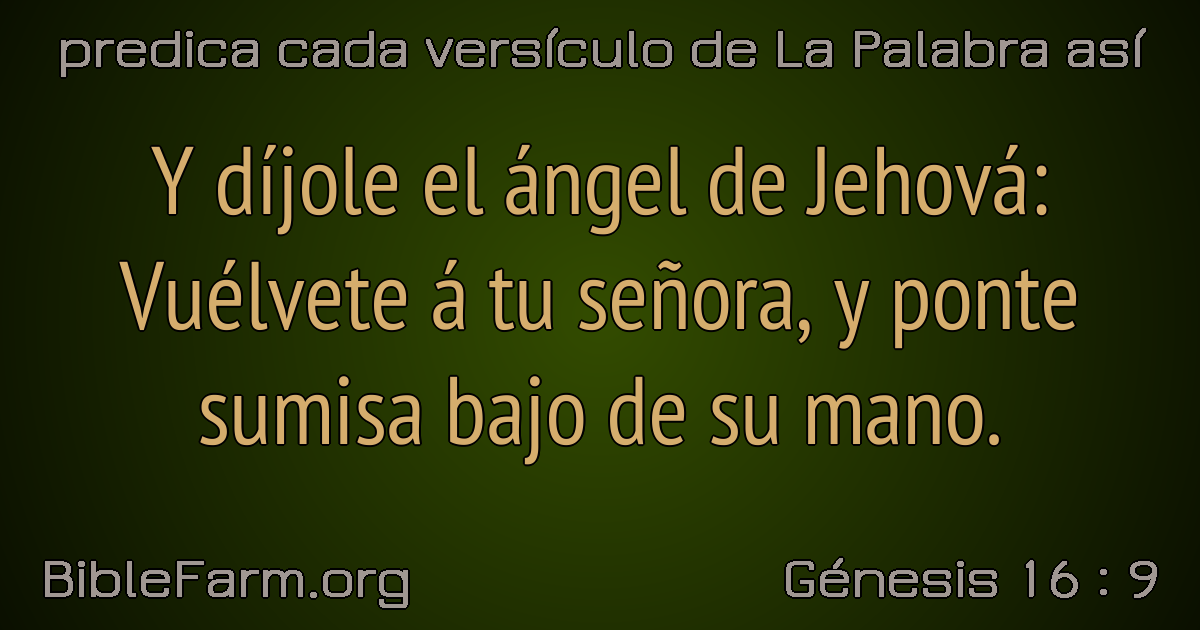 predica cada versículo de La Palabra así
Y díjole el ángel de Jehová:
Vuélvete á tu señora, y ponte
sumisa bajo de su mano.
BibleFarm.org
Génesis 16 : 9